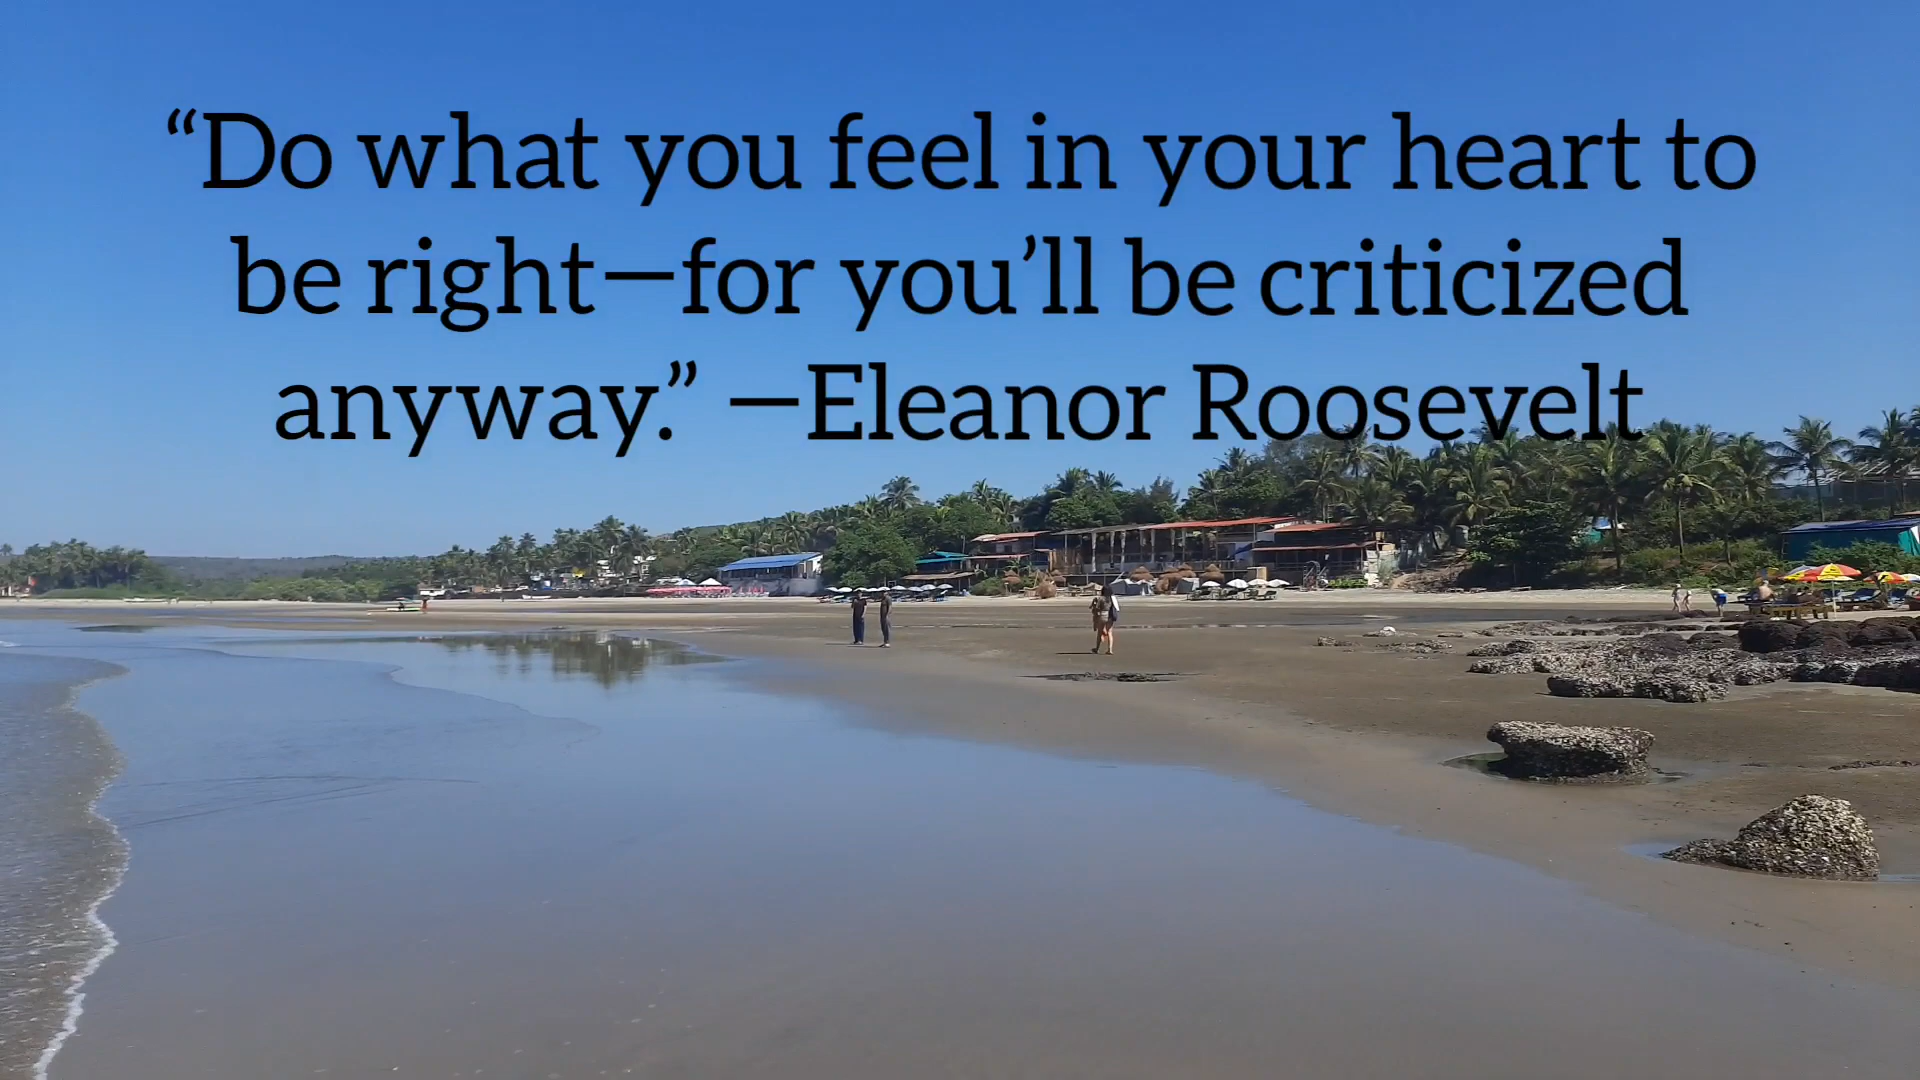 “Do what you feel in your heart to
be right—for you’ll be criticized
anyway.” —Eleanor Roosevelt